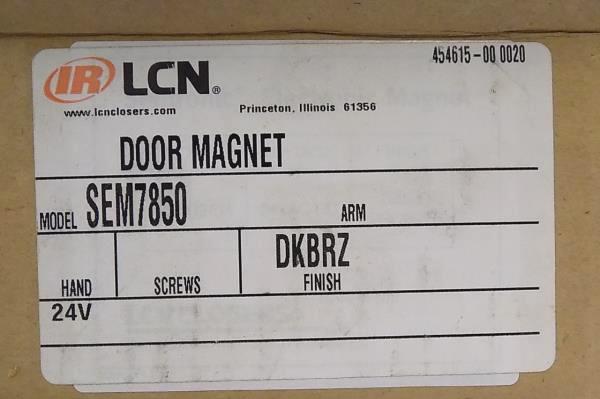 454615-00 0020
IR LCN®
www.lcnclosers.com Princeton, Illinois 61356
DOOR MAGNET
MODEL SEM7850 ARM
DKBRZ
HAND SCREWS FINISH
24V